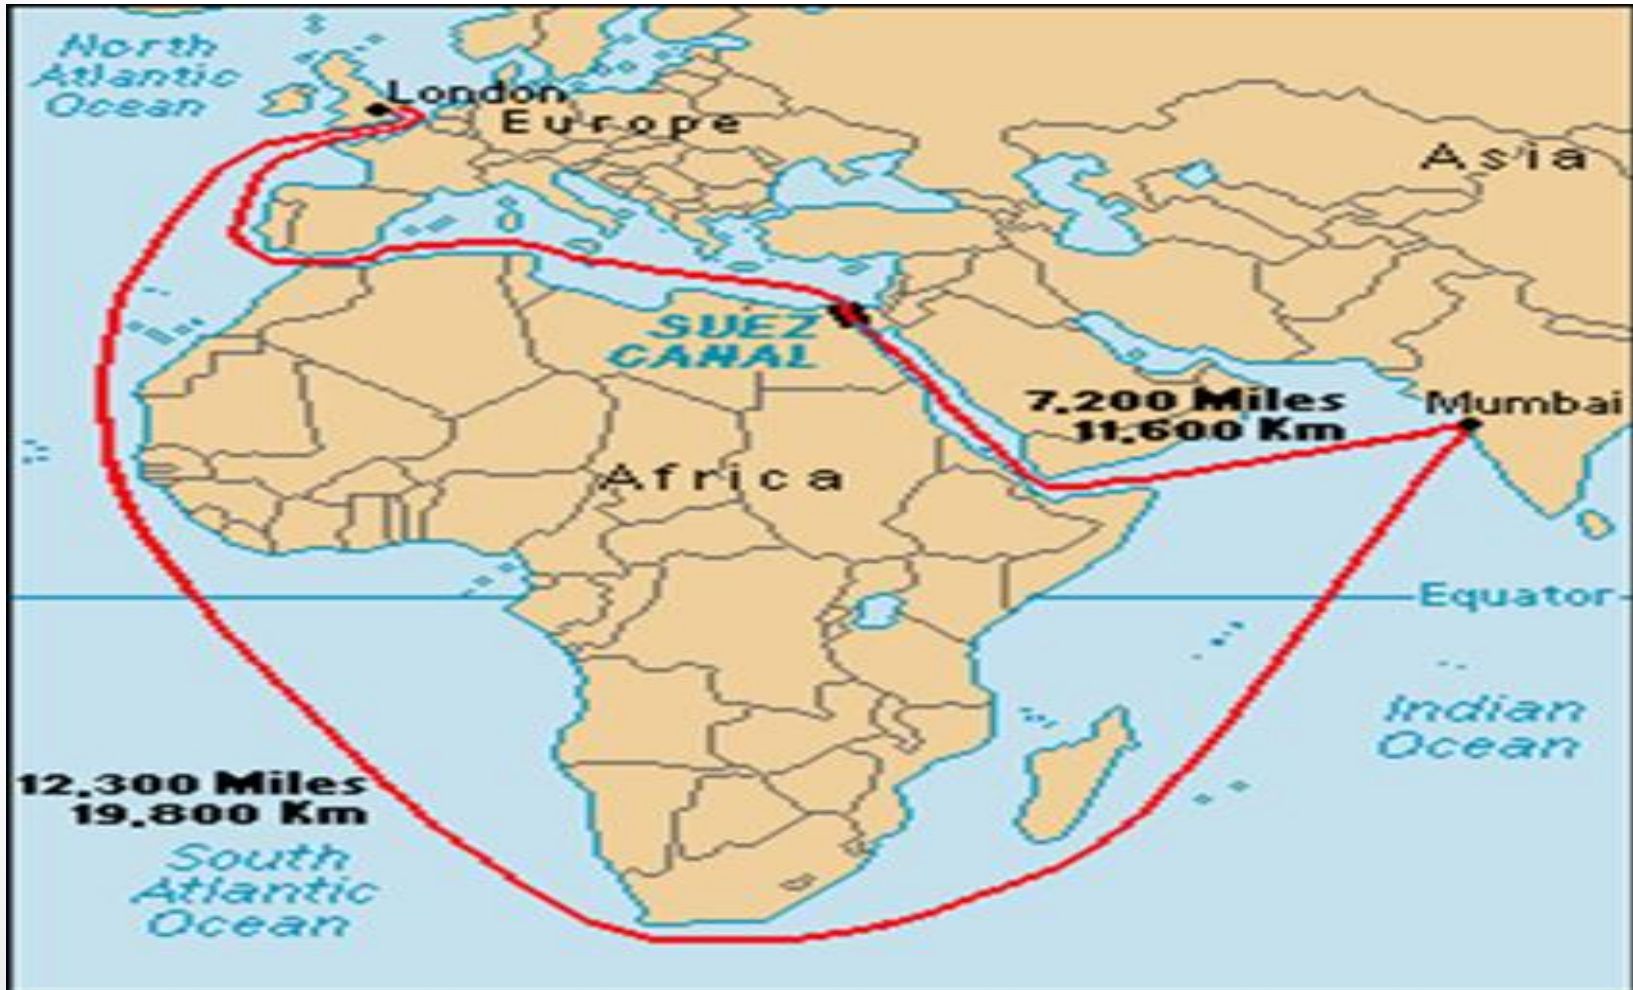 North
Atlantic
Ocean
London
Europe
Asia
SUEZ
CANAL
7,200 Miles
11,600 Km
Mumbai
Africa
Equator
Indian
Ocean
12,300 Miles
19,800 Km
South
Atlantic
Ocean